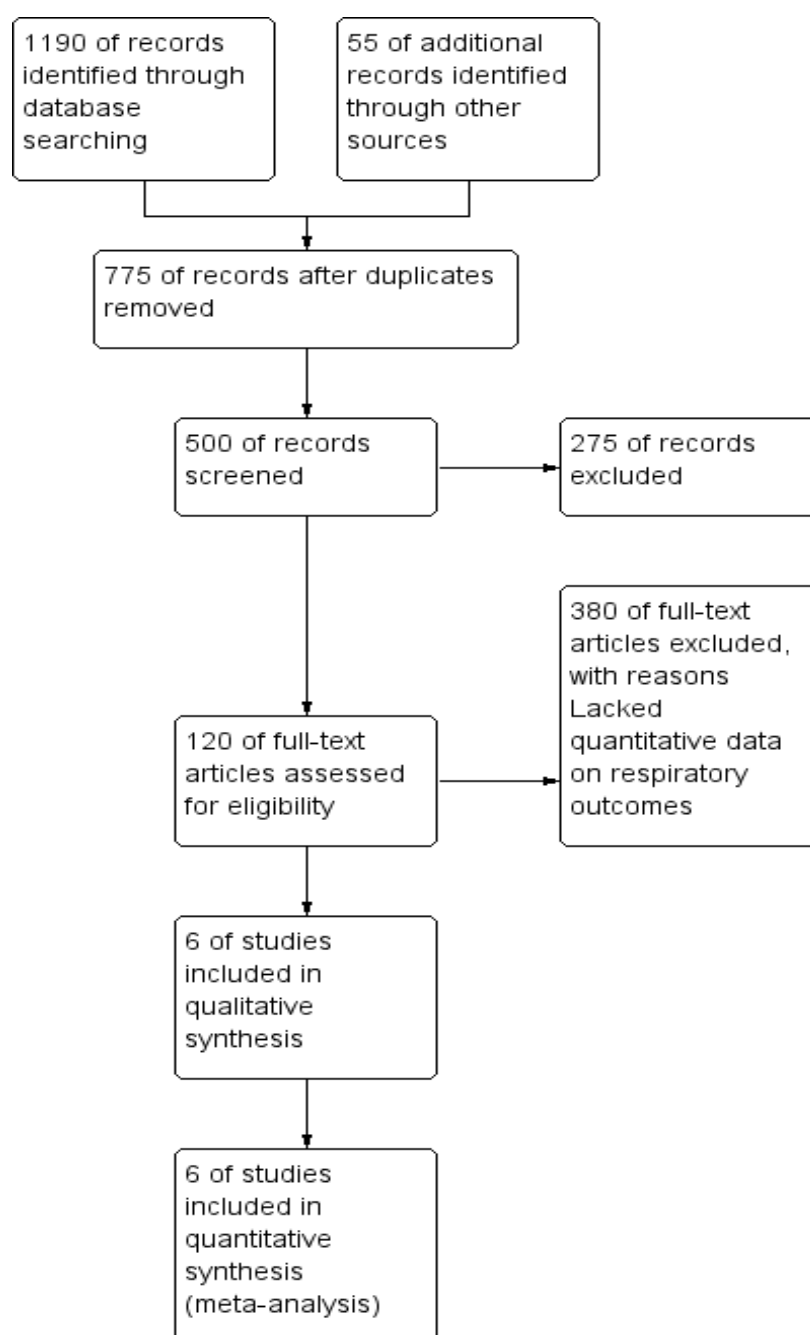 1190 of records
identified through
database
searching
55 of additional
records identified
through other
sources
775 of records after duplicates
removed
500 of records
screened
275 of records
excluded
380 of full-text
articles excluded,
with reasons
Lacked
quantitative data
on respiratory
outcomes
120 of full-text
articles assessed
for eligibility
6 of studies
included in
qualitative
synthesis
6 of studies
included in
quantitative
synthesis
(meta-analysis)